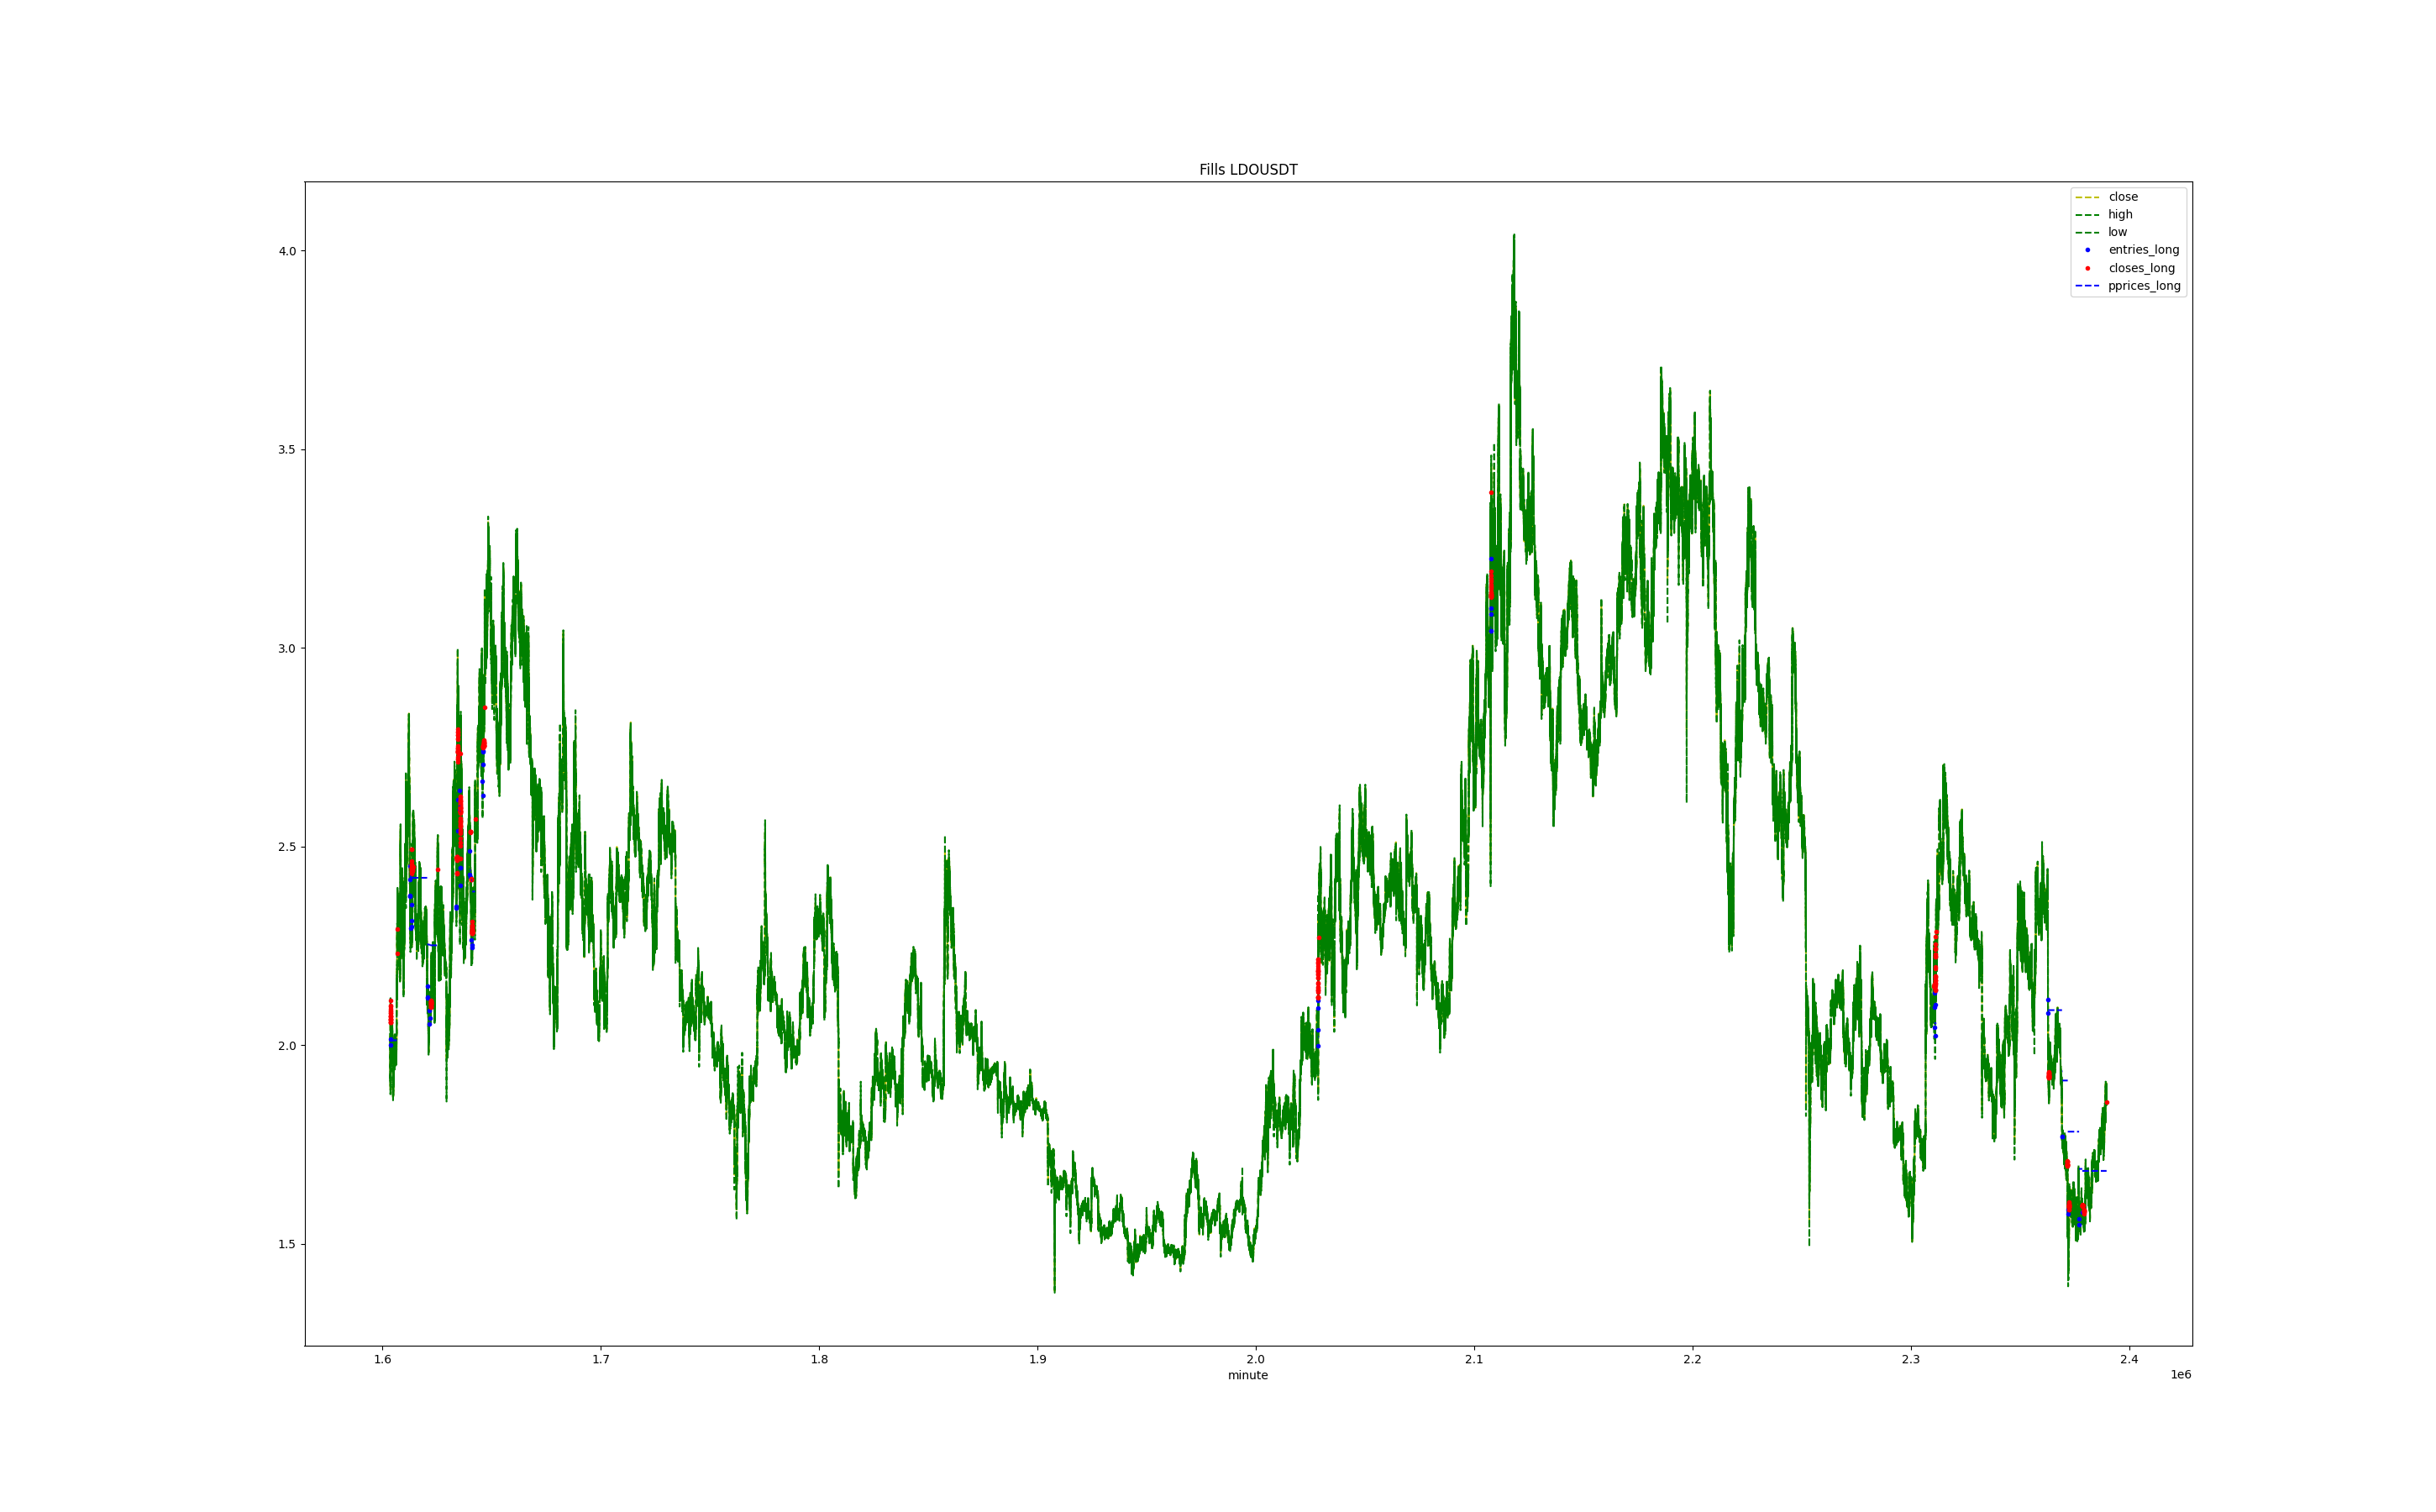 Fills LDOUSDT
close
high
low
entries_long
closes_long
pprices_long
4.0
3.5
3.0
2.5
2.0
1.5
1.6 1.7 1.8 1.9 2.0 2.1 2.2 2.3 2.4
minute
1e6